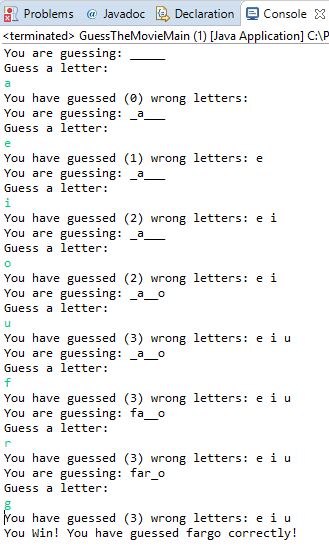 Problems @ Javadoc Declaration Console
<terminated> GuessTheMovieMain (1) [Java Application] C:\P
You are guessing: _____
Guess a letter:
a
You have guessed (0) wrong letters:
You are guessing: _a___
Guess a letter:
e
You have guessed (1) wrong letters: e
You are guessing: _a___
Guess a letter:
i
You have guessed (2) wrong letters: e i
You are guessing: _a___
Guess a letter:
o
You have guessed (2) wrong letters: e i
You are guessing: _a__o
Guess a letter:
u
You have guessed (3) wrong letters: e i u
You are guessing: _a__o
Guess a letter:
f
You have guessed (3) wrong letters: e i u
You are guessing: fa__o
Guess a letter:
r
You have guessed (3) wrong letters: e i u
You are guessing: far_o
Guess a letter:
g
You have guessed (3) wrong letters: e i u
You Win! You have guessed fargo correctly!